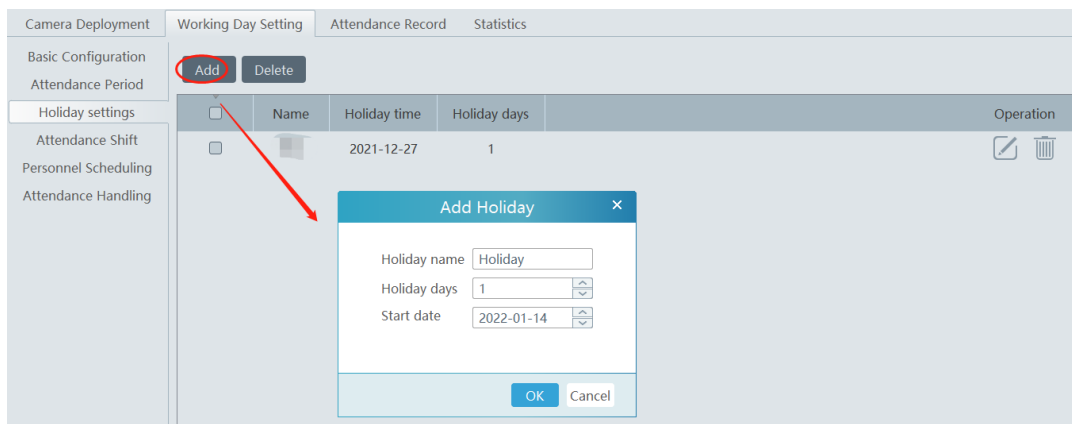 Camera Deployment Working Day Setting Attendance Record Statistics
Basic Configuration
Attendance Period
Holiday settings
Attendance Shift
Personnel Scheduling
Attendance Handling
Add Delete
Name Holiday time Holiday days Operation
2021-12-27 1
Add Holiday ×
Holiday name Holiday
Holiday days 1
Start date 2022-01-14
OK Cancel